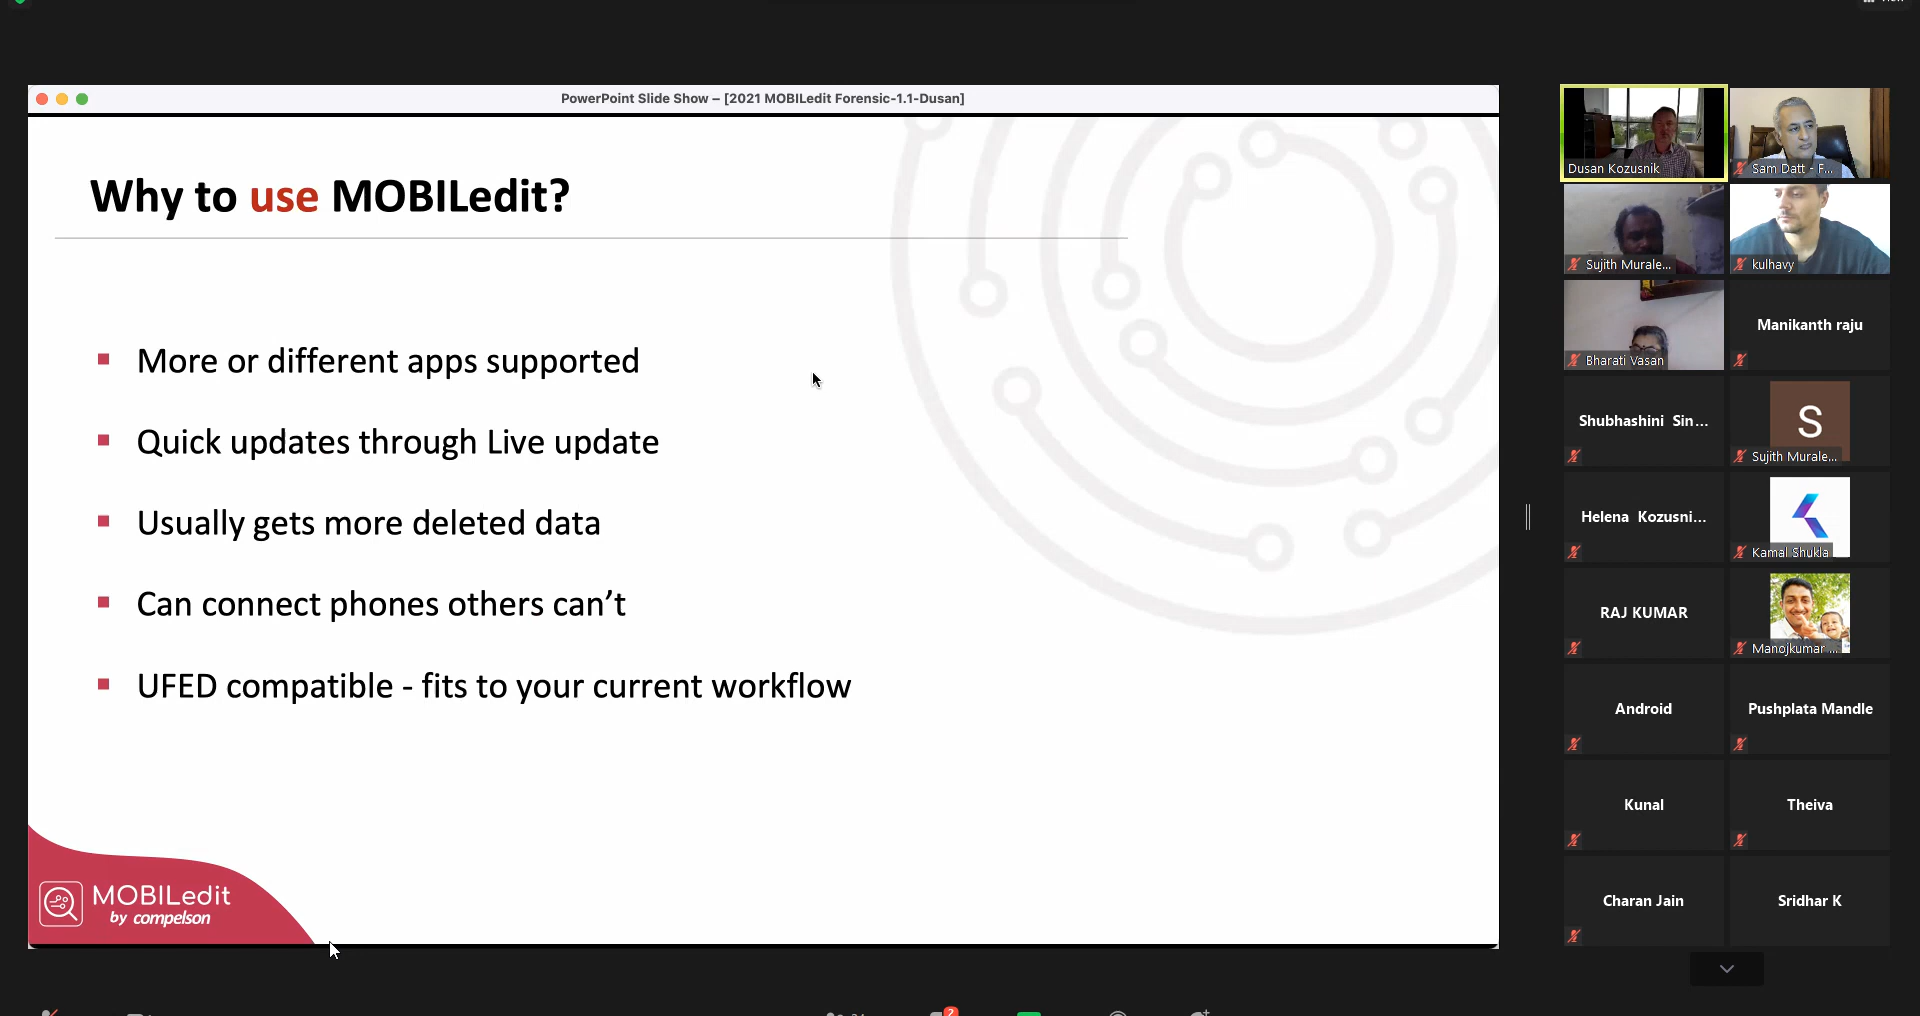 PowerPoint Slide Show – [2021 MOBILedit Forensic-1.1-Dusan]
Why to use MOBILedit?
More or different apps supported
Quick updates through Live update
Usually gets more deleted data
Can connect phones others can’t
UFED compatible - fits to your current workflow
MOBILedit
by compelson
Dusan Kozusnik
Sam Datt - F...
Sujith Murale...
kulhavy
Bharati Vasan
Manikanth raju
Shubhashini Sin...
S
Sujith Murale...
Helena Kozusni...
Kamal Shukla
RAJ KUMAR
Manojkumar ...
Android
Pushplata Mandle
Kunal
Theiva
Charan Jain
Sridhar K
2